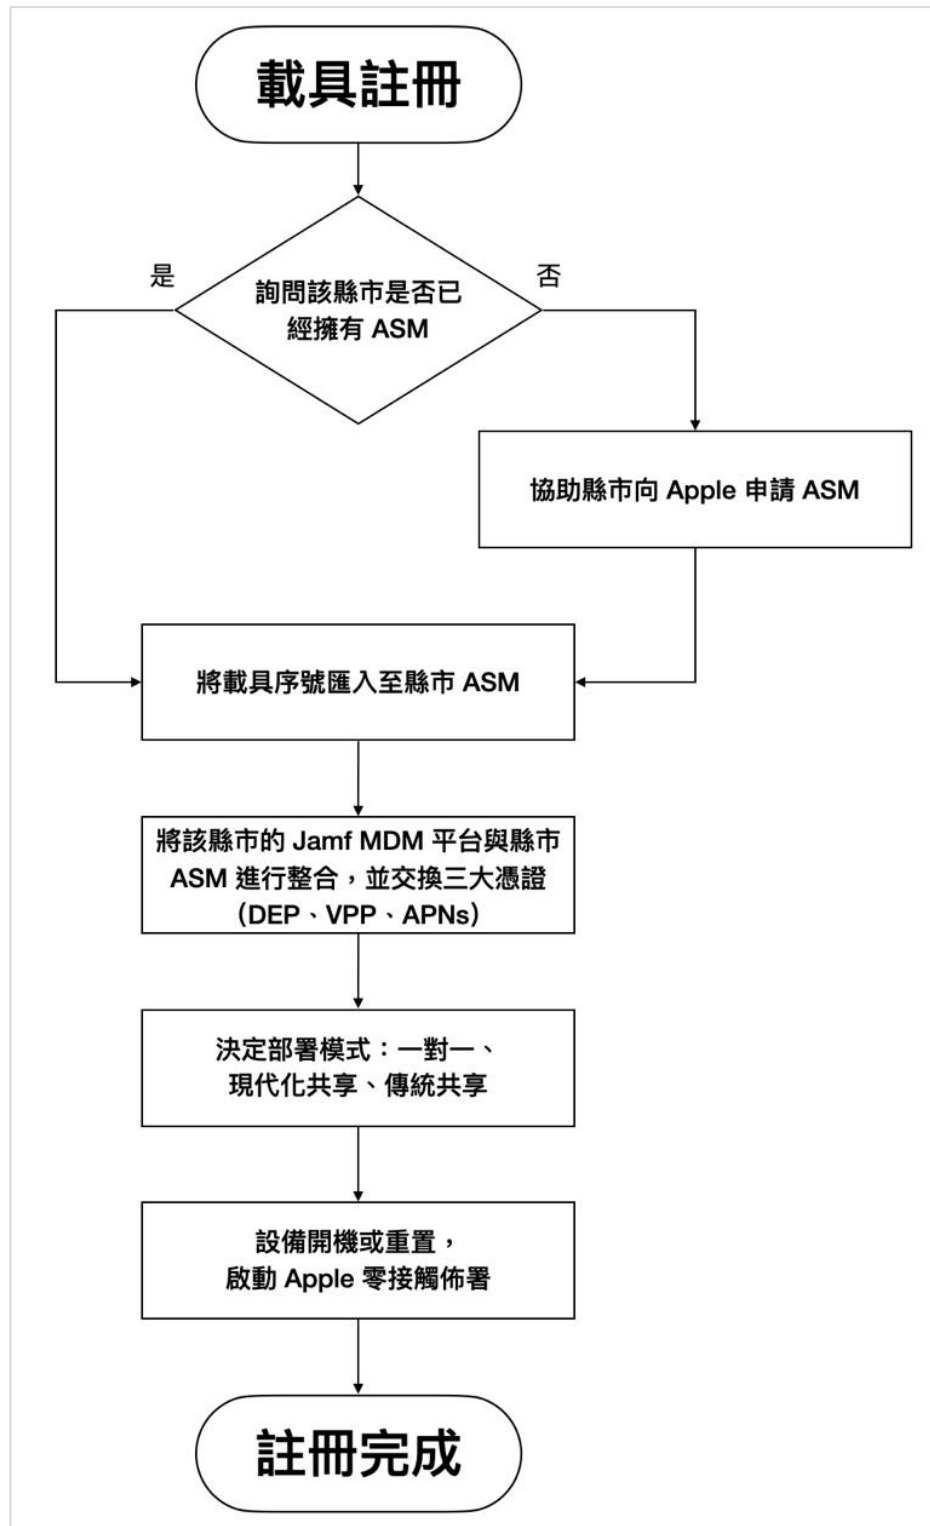 載具註冊
是
否
詢問該縣市是否已
經擁有 ASM
協助縣市向 Apple 申請 ASM
將載具序號匯入至縣市 ASM
將該縣市的 Jamf MDM 平台與縣市
ASM 進行整合，並交換三大憑證
（DEP、VPP、APNs）
決定部署模式：一對一、
現代化共享、傳統共享
設備開機或重置，
啟動 Apple 零接觸佈署
註冊完成